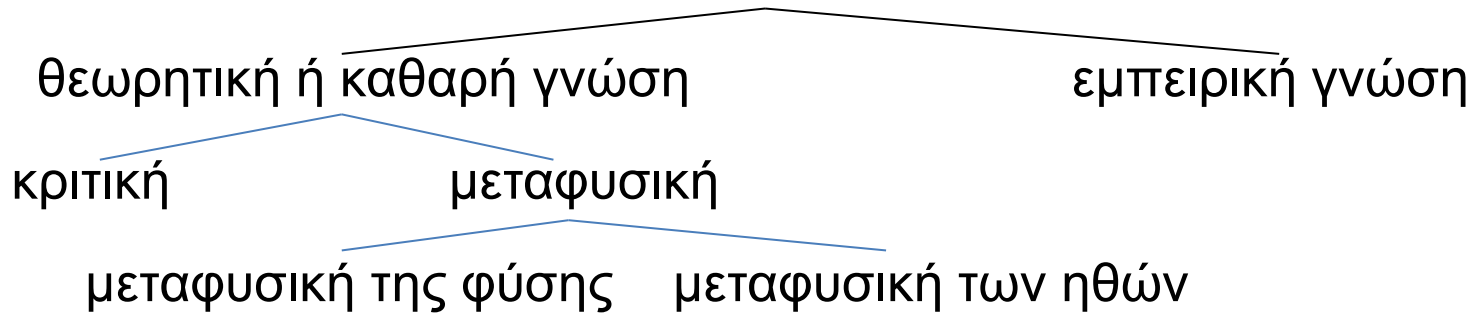 θεωρητική ή καθαρή γνώση εμπειρική γνώση
κριτική μεταφυσική
μεταφυσική της φύσης μεταφυσική των ηθών